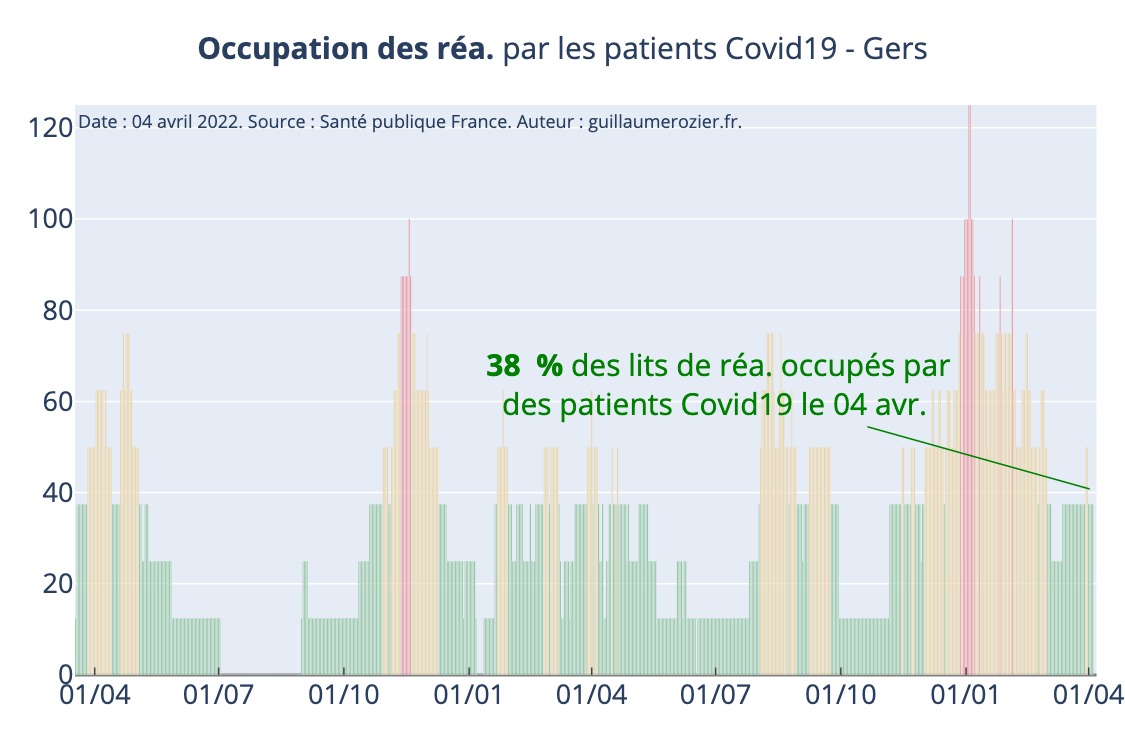 Occupation des réa. par les patients Covid19 - Gers
Date : 04 avril 2022. Source : Santé publique France. Auteur : guillaumerozier.fr.
120
100
80
60
40
20
0
38 % des lits de réa. occupés par
des patients Covid19 le 04 avr.
01/04 01/07 01/10 01/01 01/04 01/07 01/10 01/01 01/04